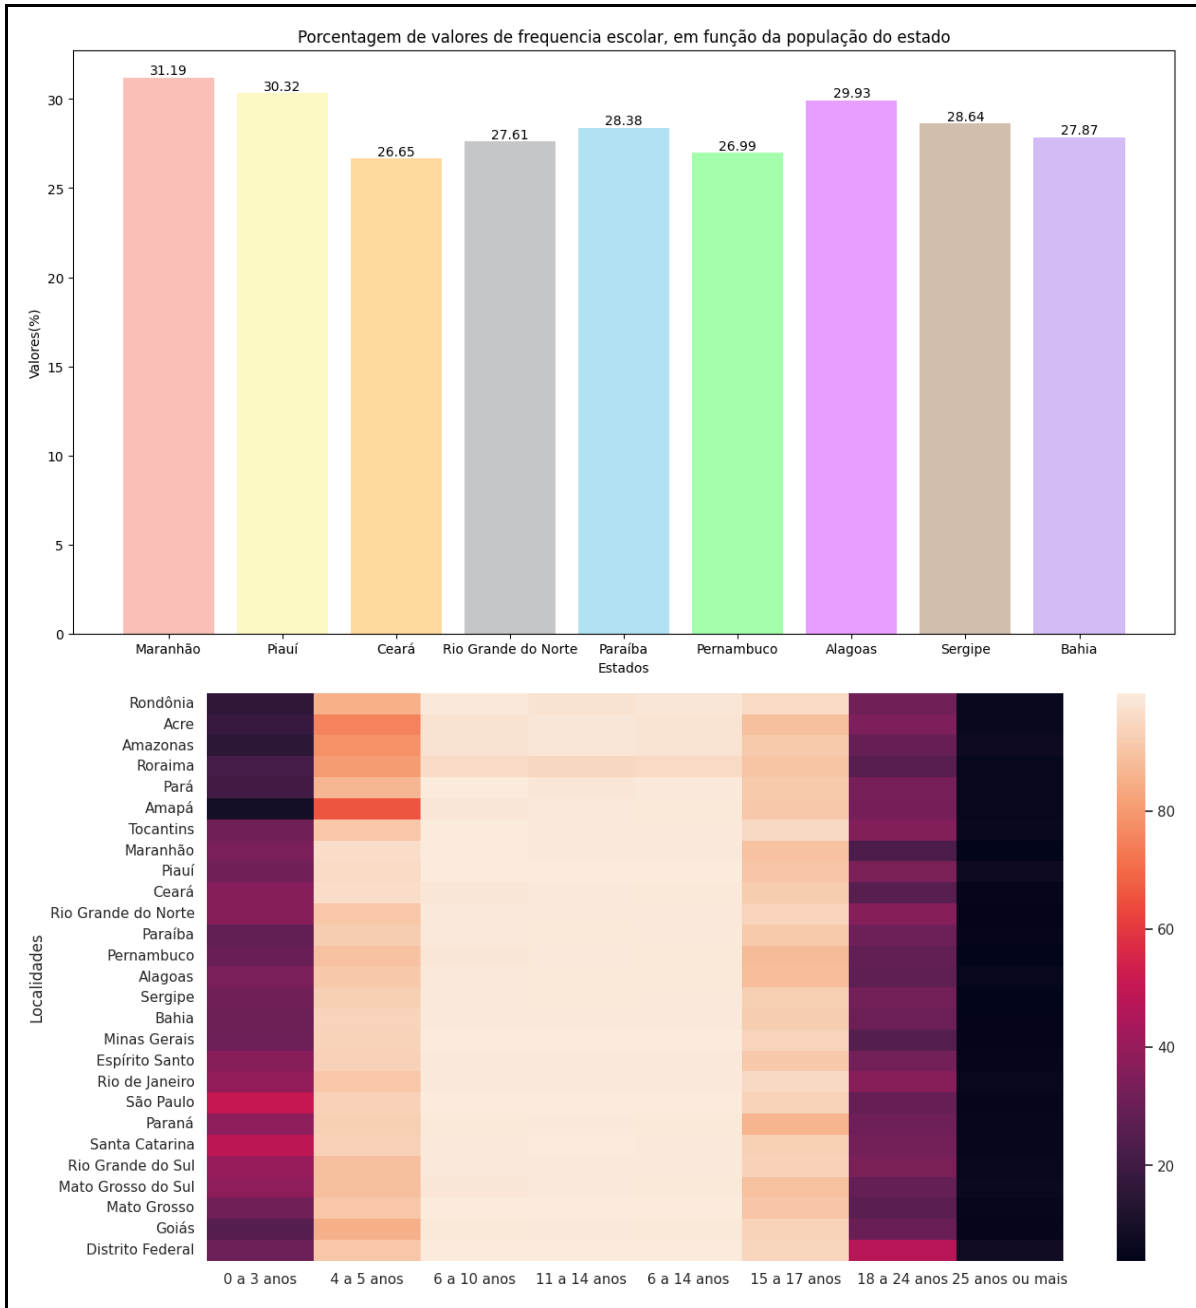 Porcentagem de valores de frequencia escolar, em função da população do estado
31.19
30.32
26.65
27.61
28.38
26.99
29.93
28.64
27.87
30
25
20
15
10
5
0
Valores(%)
Maranhão Piauí Ceará Rio Grande do Norte Paraíba Pernambuco Alagoas Sergipe Bahia
Estados
Localidades
Rondônia
Acre
Amazonas
Roraima
Pará
Amapá
Tocantins
Maranhão
Piauí
Ceará
Rio Grande do Norte
Paraíba
Pernambuco
Alagoas
Sergipe
Bahia
Minas Gerais
Espírito Santo
Rio de Janeiro
São Paulo
Paraná
Santa Catarina
Rio Grande do Sul
Mato Grosso do Sul
Mato Grosso
Goiás
Distrito Federal
0 a 3 anos 4 a 5 anos 6 a 10 anos 11 a 14 anos 6 a 14 anos 15 a 17 anos 18 a 24 anos 25 anos ou mais
80
60
40
20